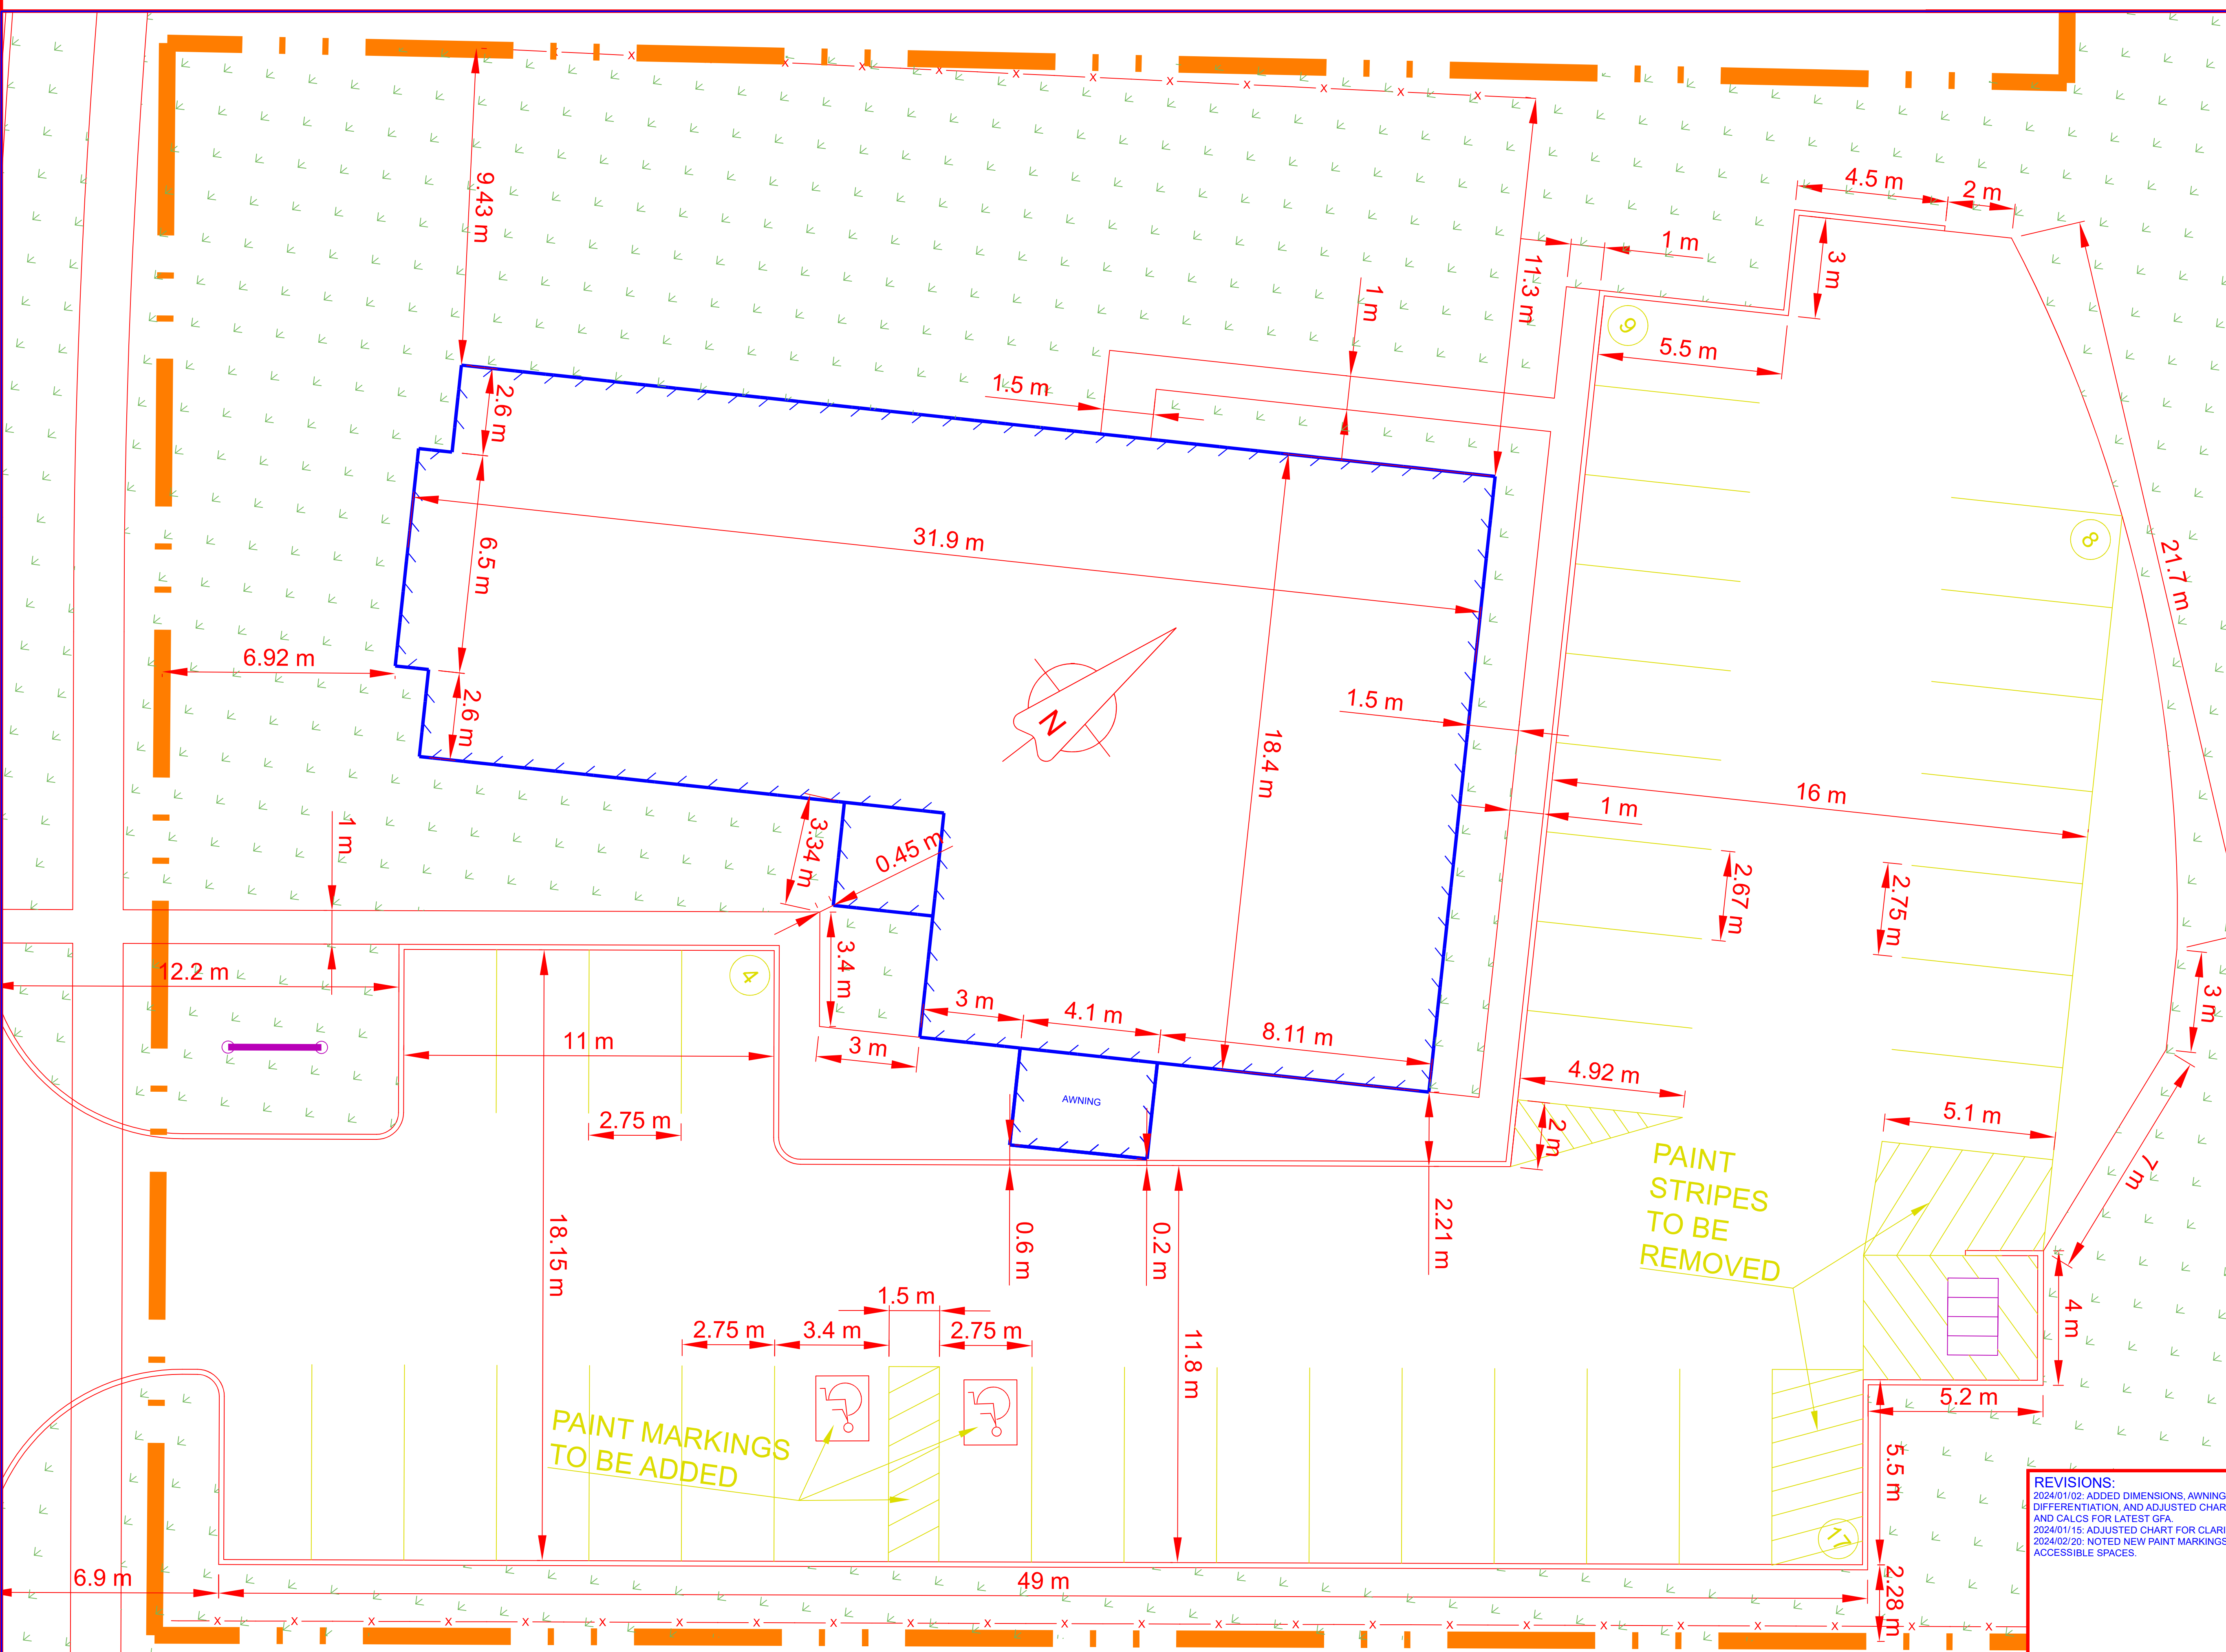 4.5 m
2 m
9.43 m
1 m
11.3 m
3 m
1 m
9
5.5 m
1.5 m
2.6 m
31.9 m
8
6.5 m
21.7 m
6.92 m
2.6 m
N
1.5 m
18.4 m
16 m
1 m
3.34 m
0.45 m
1 m
2.67 m
2.75 m
12.2 m
4
3.4 m
3 m
3 m
4.1 m
8.11 m
11 m
3 m
4.92 m
AWNING
2.75 m
2 m
5.1 m
7 m
PAINT
STRIPES
TO BE
REMOVED
18.15 m
0.6 m
0.2 m
2.21 m
1.5 m
2.75 m
3.4 m
2.75 m
11.8 m
4 m
5.2 m
PAINT MARKINGS
TO BE ADDED
5.5 m
17
REVISIONS:
2024/01/02: ADDED DIMENSIONS, AWNING
DIFFERENTIATION, AND ADJUSTED CHAR
AND CALCS FOR LATEST GFA.
2024/01/15: ADJUSTED CHART FOR CLARI
2024/02/20: NOTED NEW PAINT MARKINGS
ACCESSIBLE SPACES.
6.9 m
49 m
2.28 m